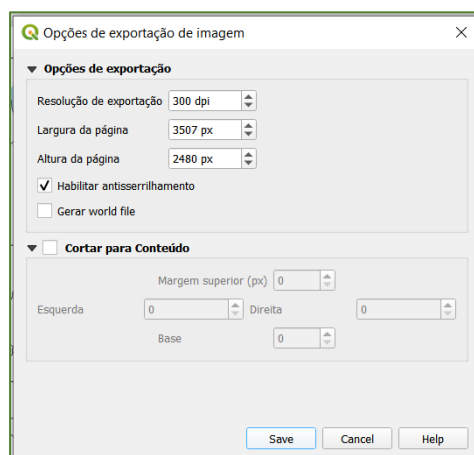 Opções de exportação de imagem
Opções de exportação
Resolução de exportação 300 dpi
Largura da página 3507 px
Altura da página 2480 px
Habilitar antisserrilhamento
Gerar world file
Cortar para Conteúdo
Margem superior (px) 0
Esquerda 0 Direita 0
Base 0
Save Cancel Help